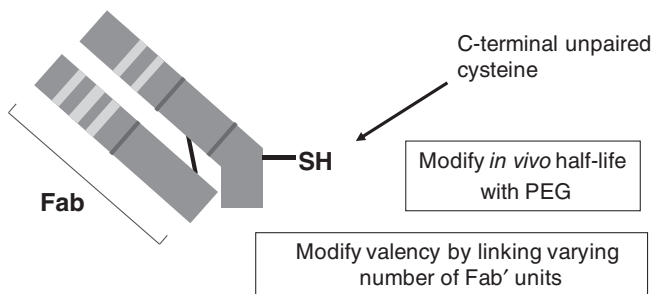 C-terminal unpaired
cysteine
SH
Modify in vivo half-life
with PEG
Fab
Modify valency by linking varying
number of Fab′ units